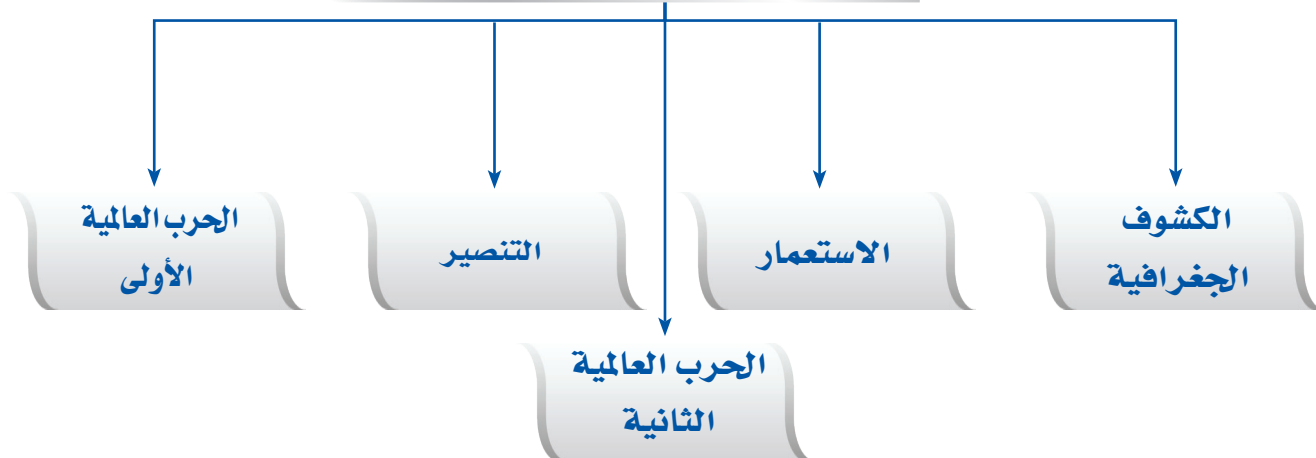 الكشوف
الجغرافية
الاستعمار
التنصير
الحرب العالمية
الأولى
الحرب العالمية
الثانية